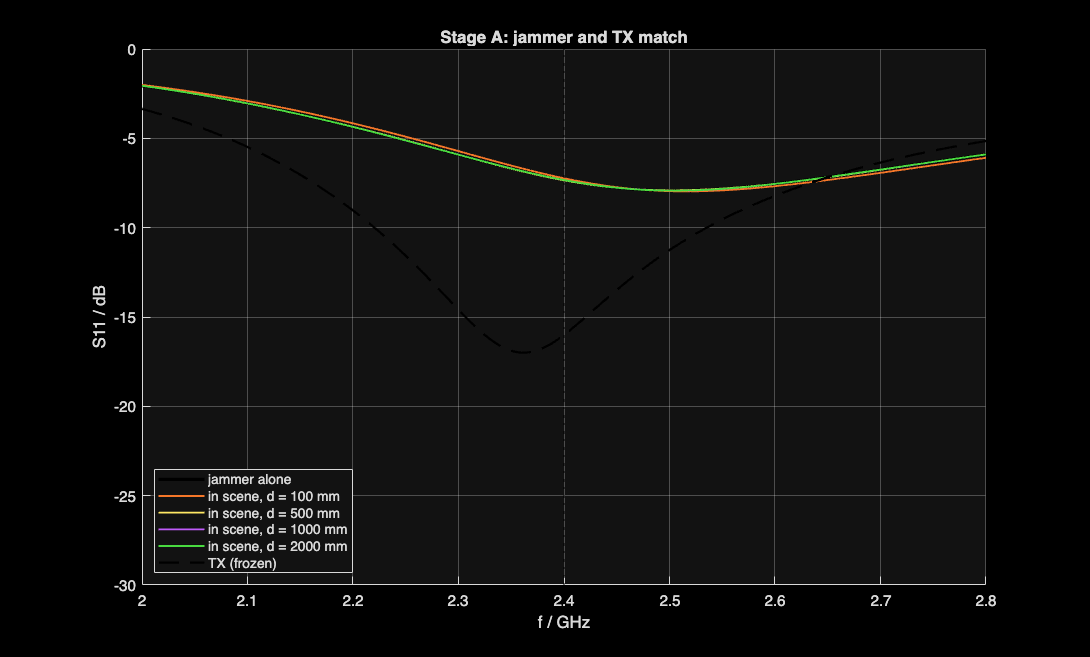 Stage A: jammer and TX match
0
-5
-10
-15
-20
-25
-30
S11 / dB
jammer alone
in scene, d = 100 mm
in scene, d = 500 mm
in scene, d = 1000 mm
in scene, d = 2000 mm
TX (frozen)
2 2.1 2.2 2.3 2.4 2.5 2.6 2.7 2.8
f / GHz